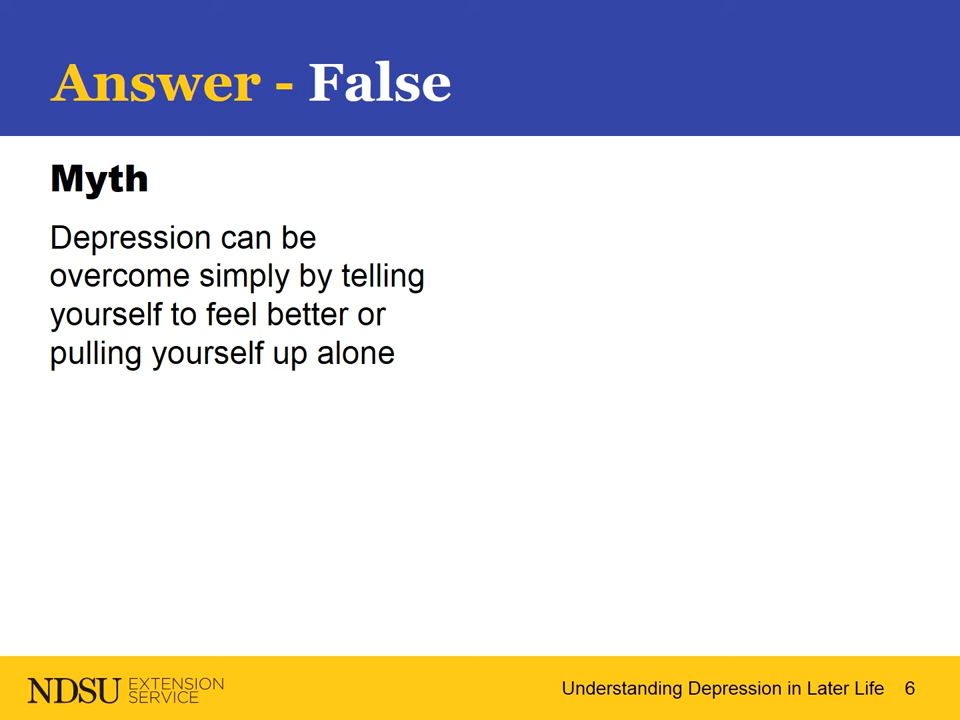 Answer - False
Myth
Depression can be
overcome simply by telling
yourself to feel better or
pulling yourself up alone
NDSU EXTENSION
SERVICE
Understanding Depression in Later Life 6